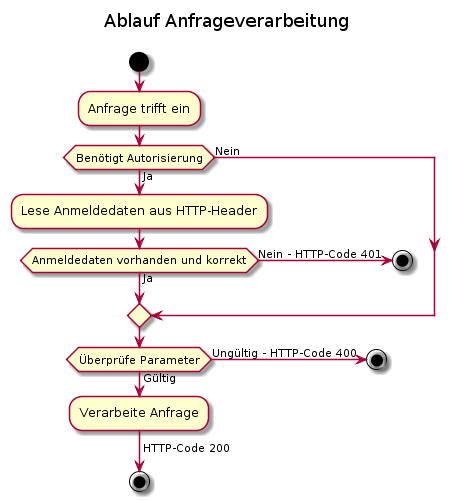 Ablauf Anfrageverarbeitung
Anfrage trifft ein
Benötigt Autorisierung
Nein
Ja
Lese Anmeldedaten aus HTTP-Header
Anmeldedaten vorhanden und korrekt
Nein - HTTP-Code 401
Ja
Überprüfe Parameter
Ungültig - HTTP-Code 400
Gültig
Verarbeite Anfrage
HTTP-Code 200